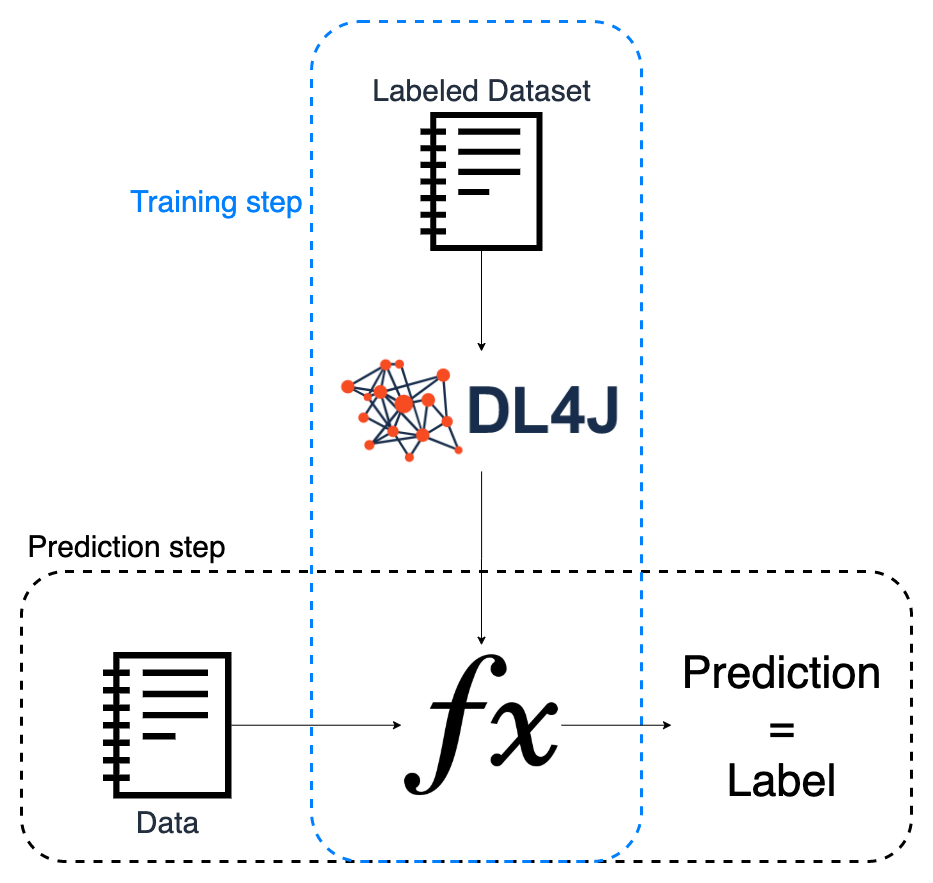 Labeled Dataset
Training step
DL4J
Prediction step
fx
Prediction
=
Label
Data